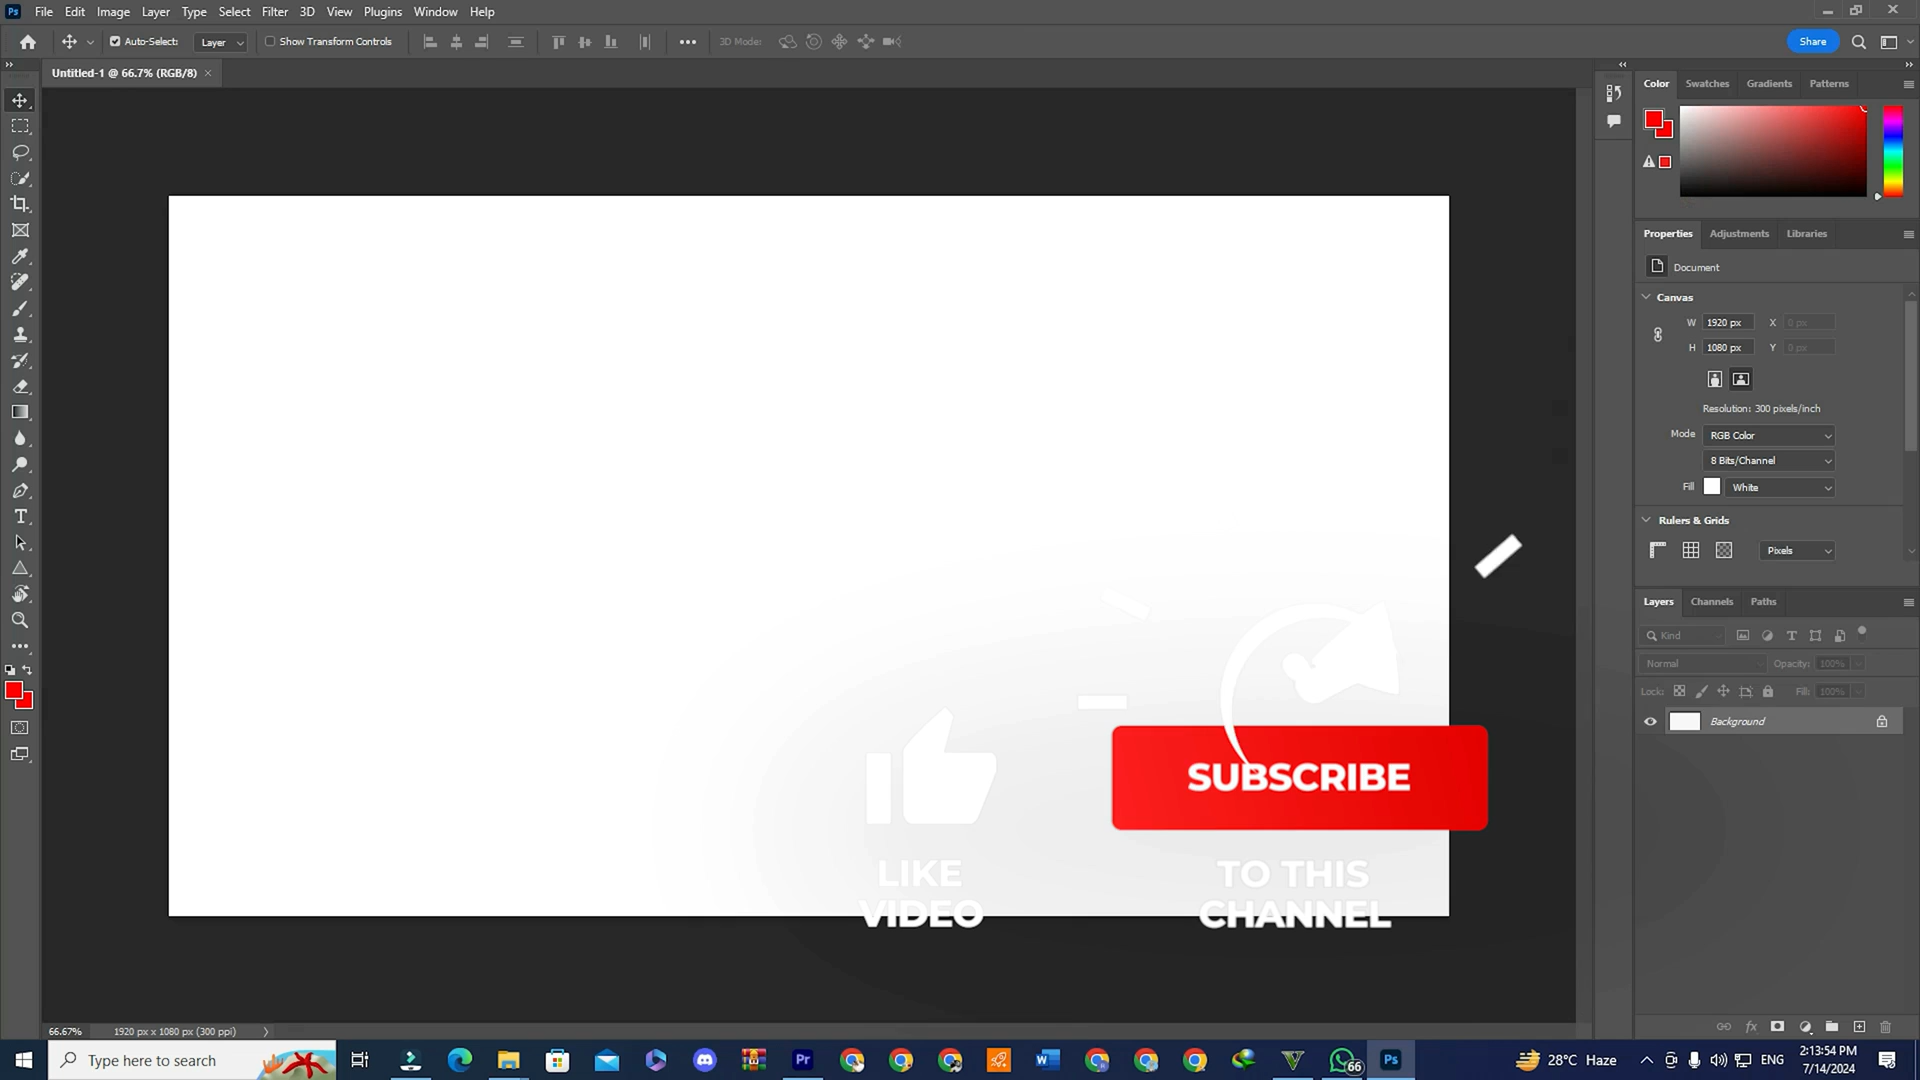 File Edit Image Layer Type Select Filter 3D View Plugins Window Help
Auto-Select: Layer Show Transform Controls 3D Mode: Share
Untitled-1 @ 66.7% (RGB/8)
Color Swatches Gradients Patterns
Properties Adjustments Libraries
Document
Canvas
W 1920 px X 0 px
H 1080 px Y 0 px
Resolution: 300 pixels/inch
Mode RGB Color
8 Bits/Channel
Fill White
Rulers & Grids
Pixels
Layers Channels Paths
Kind
Normal Opacity: 100%
Lock: Fill: 100%
Background
SUBSCRIBE
LIKE
VIDEO
TO THIS
CHANNEL
66.67% 1920 px x 1080 px (300 ppi)
Type here to search
28°C Haze ENG
2:13:54 PM
7/14/2024
Ps
Pr
66
Ps